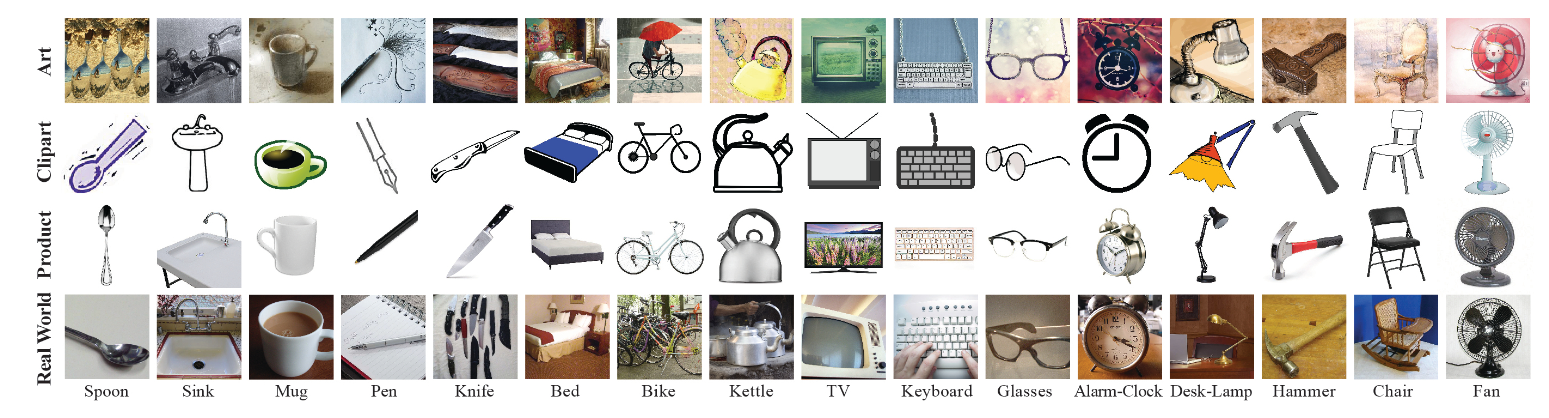 Art
Clipart
Product
Real World
Spoon Sink Mug Pen Knife Bed Bike Kettle TV Keyboard Glasses Alarm-Clock Desk-Lamp Hammer Chair Fan